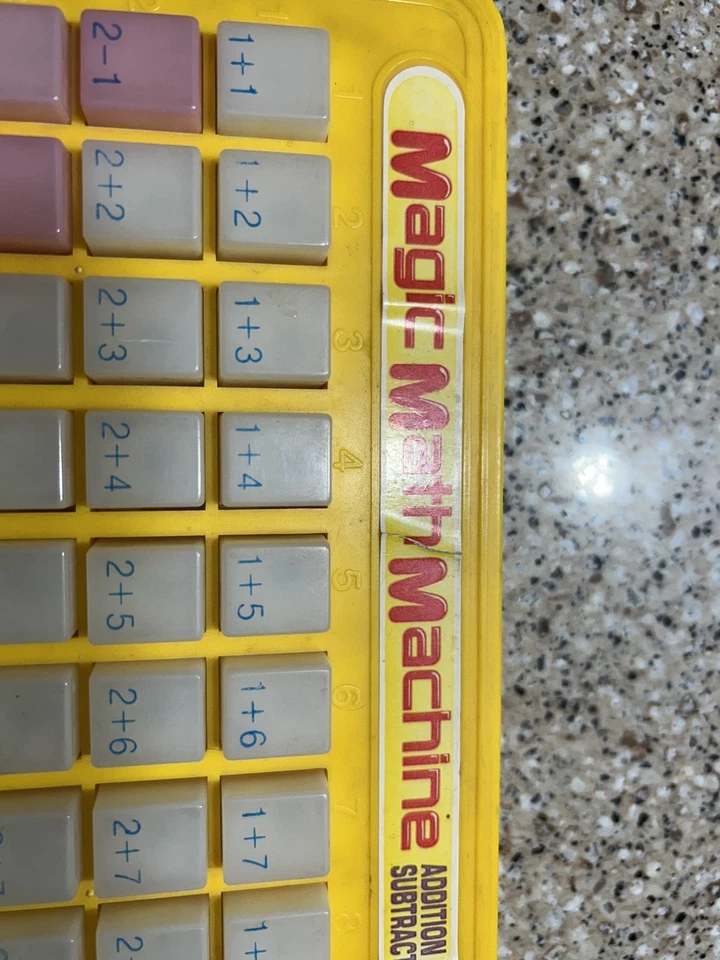 Magic Math Machine
ADDITION
SUBTRACT
1 2 3 4 5 6 7 8
1+1 1+2 1+3 1+4 1+5 1+6 1+7 1+
2-1 2+2 2+3 2+4 2+5 2+6 2+7 2+